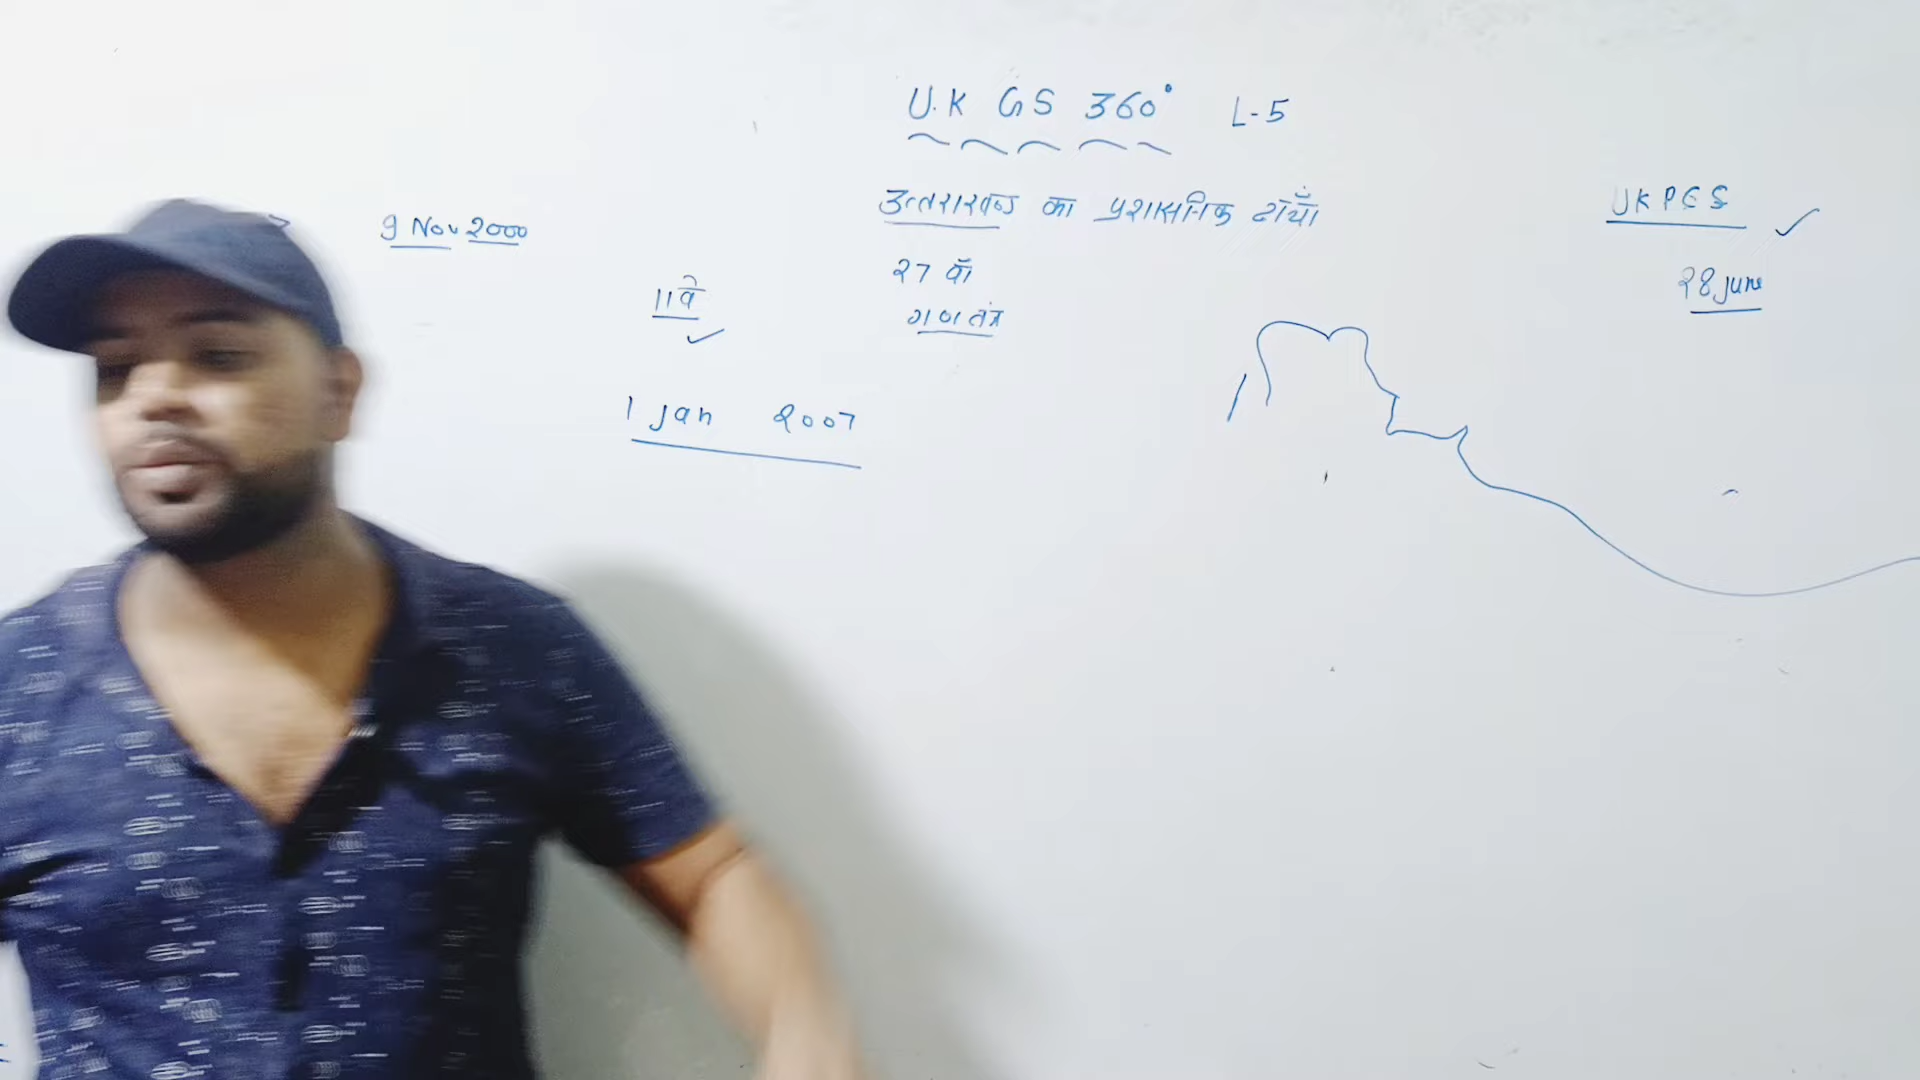 U.K GS 360° L-5
उत्तराखण्ड का प्रशासनिक ढाँचाँ
UKPCS
9 Nov 2000
27 वाँ
28 June
11वे
गणतंत्र
1 Jan 2007